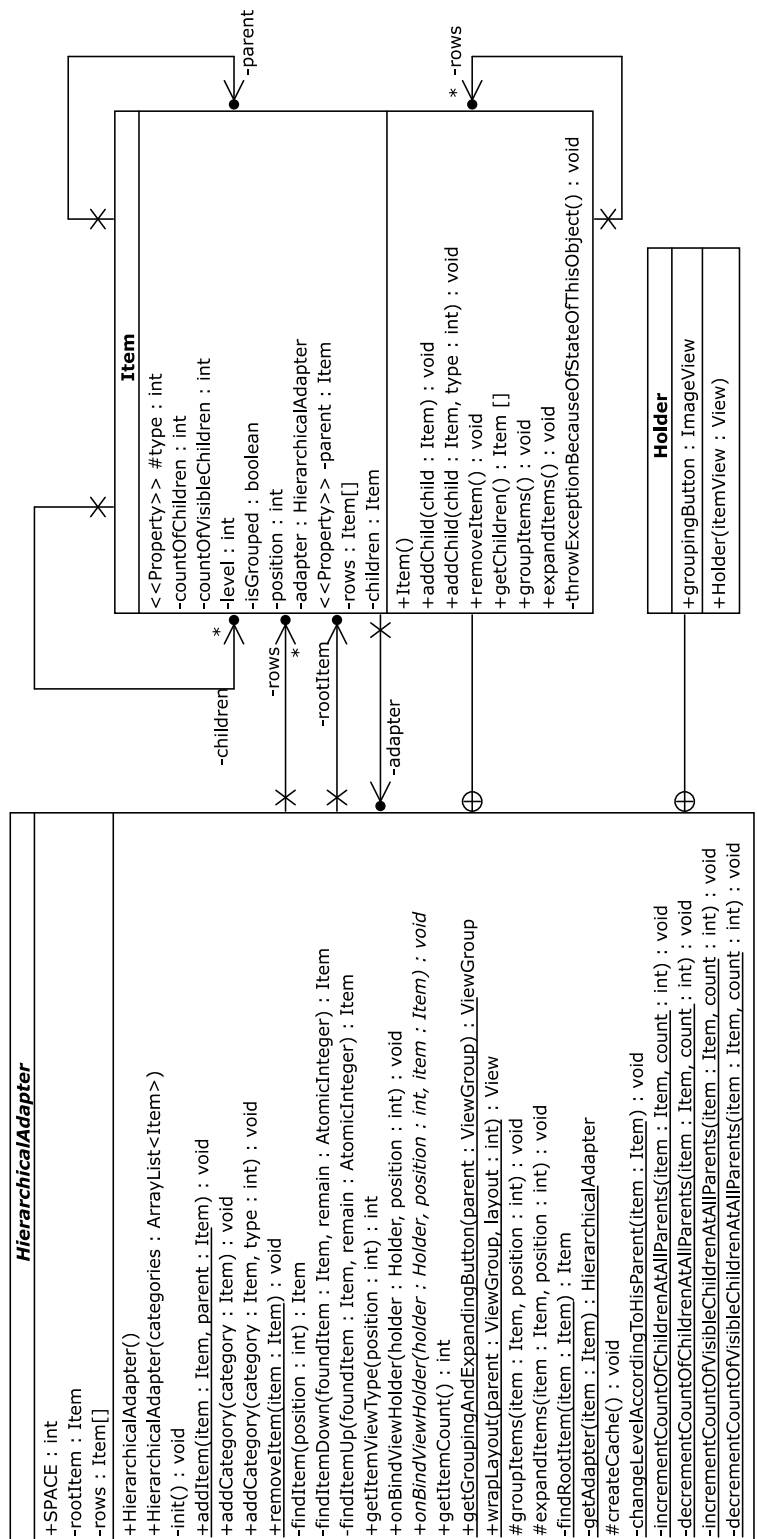 HierarchicalAdapter
+SPACE : int
-rootItem : Item
-rows : Item[]
+HierarchicalAdapter()
+HierarchicalAdapter(categories : ArrayList<Item>)
-init() : void
+addItem(item : Item, parent : Item) : void
+addCategory(category : Item) : void
+addCategory(category : Item, type : int) : void
+removeItem(item : Item) : void
-findItem(position : int) : Item
-findItemDown(foundItem : Item, remain : AtomicInteger) : Item
-findItemUp(foundItem : Item, remain : AtomicInteger) : Item
+getItemViewType(position : int) : int
+onBindViewHolder(holder : Holder, position : int) : void
+onBindViewHolder(holder : Holder, position : int, item : Item) : void
+getItemCount() : int
+getGroupingAndExpandingButton(parent : ViewGroup) : ViewGroup
+wrapLayout(parent : ViewGroup, layout : int) : View
#groupItems(item : Item, position : int) : void
#expandItems(item : Item, position : int) : void
-findRootItem(item : Item) : Item
-getAdapter(item : Item) : HierarchicalAdapter
#createCache() : void
-changeLevelAccordingToHisParent(item : Item) : void
-incrementCountOfChildrenAtAllParents(item : Item, count : int) : void
-decrementCountOfChildrenAtAllParents(item : Item, count : int) : void
-incrementCountOfVisibleChildrenAtAllParents(item : Item, count : int) : void
-decrementCountOfVisibleChildrenAtAllParents(item : Item, count : int) : void
-children
*
-rows
*
-rootItem
-adapter
Item
<<Property>> #type : int
-countOfChildren : int
-countOfVisibleChildren : int
-level : int
-isGrouped : boolean
-position : int
-adapter : HierarchicalAdapter
<<Property>> -parent : Item
-rows : Item[]
-children : Item
+Item()
+addChild(child : Item) : void
+addChild(child : Item, type : int) : void
+removeItem() : void
+getChildren() : Item []
+groupItems() : void
+expandItems() : void
-throwExceptionBecauseOfStateOfThisObject() : void
-parent
*
-rows
Holder
+groupingButton : ImageView
+Holder(itemView : View)